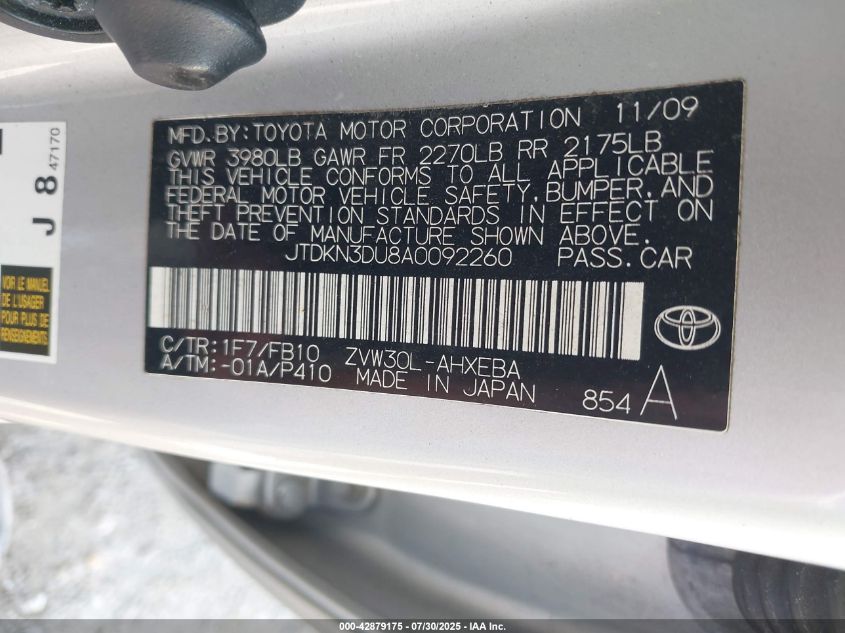 MFD.BY:TOYOTA MOTOR CORPORATION 11/09
GVWR 3980LB GAWR FR 2270LB RR 2175LB
THIS VEHICLE CONFORMS TO ALL APPLICABLE
FEDERAL MOTOR VEHICLE SAFETY,BUMPER,AND
THEFT PREVENTION STANDARDS IN EFFECT ON
THE DATE OF MANUFACTURE SHOWN ABOVE.
JTDKN3DU8A0092260 PASS.CAR
C/TR:1F7/FB10 ZVW30L-AHXEBA
A/TM:-01A/P410 MADE IN JAPAN
854 A
J 8 47170
VOIR LE MANUEL
DE L'USAGER
POUR PLUS DE
RENSEIGNEMENTS
000-42879175 - 07/30/2025 - IAA Inc.